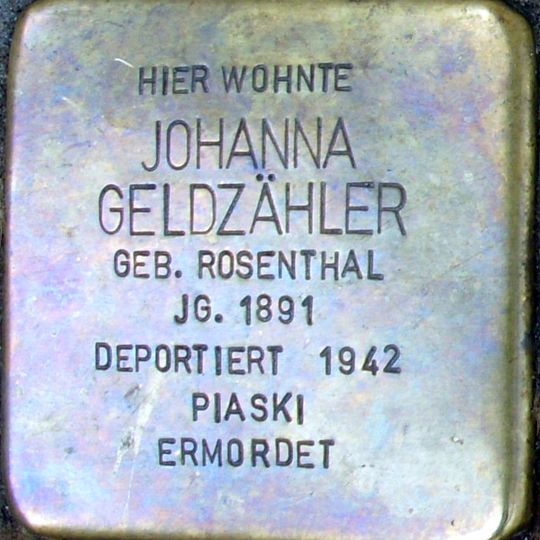 HIER WOHNTE
JOHANNA
GELDZÄHLER
GEB. ROSENTHAL
JG. 1891
DEPORTIERT 1942
PIASKI
ERMORDET